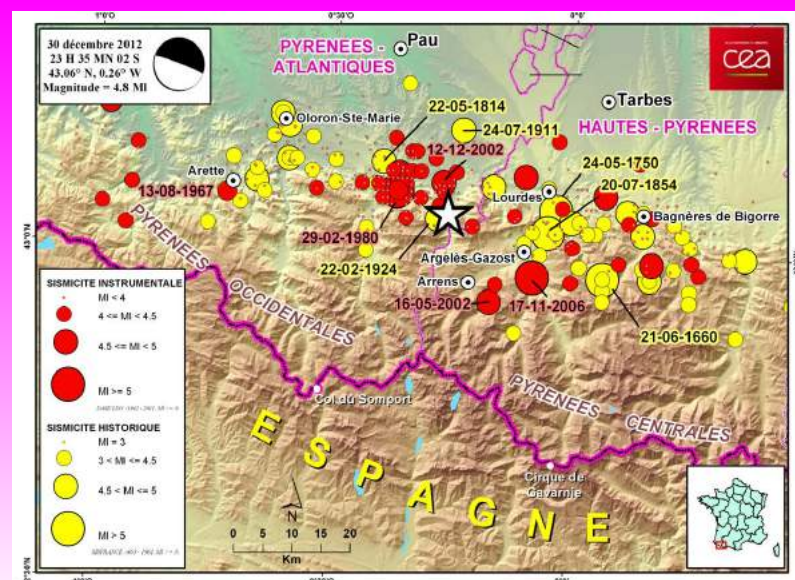 30 décembre 2012
23 H 35 MN 02 S
43.06° N, 0.26° W
Magnitude = 4.8 Ml
cea
PYRENEES -
ATLANTIQUES
Pau
Tarbes
HAUTES - PYRENEES
Oloron-Ste-Marie
22-05-1814
24-07-1911
12-12-2002
24-05-1750
20-07-1854
Arette
13-08-1967
Lourdes
Bagnères de Bigorre
29-02-1980
22-02-1924
Argelès-Gazost
Arrens
16-05-2002
17-11-2006
21-06-1660
43°0'N
PYRENEES OCCIDENTALES
PYRENEES CENTRALES
Col du Somport
Cirque de
Gavarnie
ESPAGNE
SISMICITE INSTRUMENTALE
Ml < 4
4 <= Ml < 4.5
4.5 <= Ml < 5
Ml >= 5
SISMICITE HISTORIQUE
Ml = 3
3 < Ml <= 4.5
4.5 < Ml <= 5
Ml > 5
N
0 5 10 15 20
Km